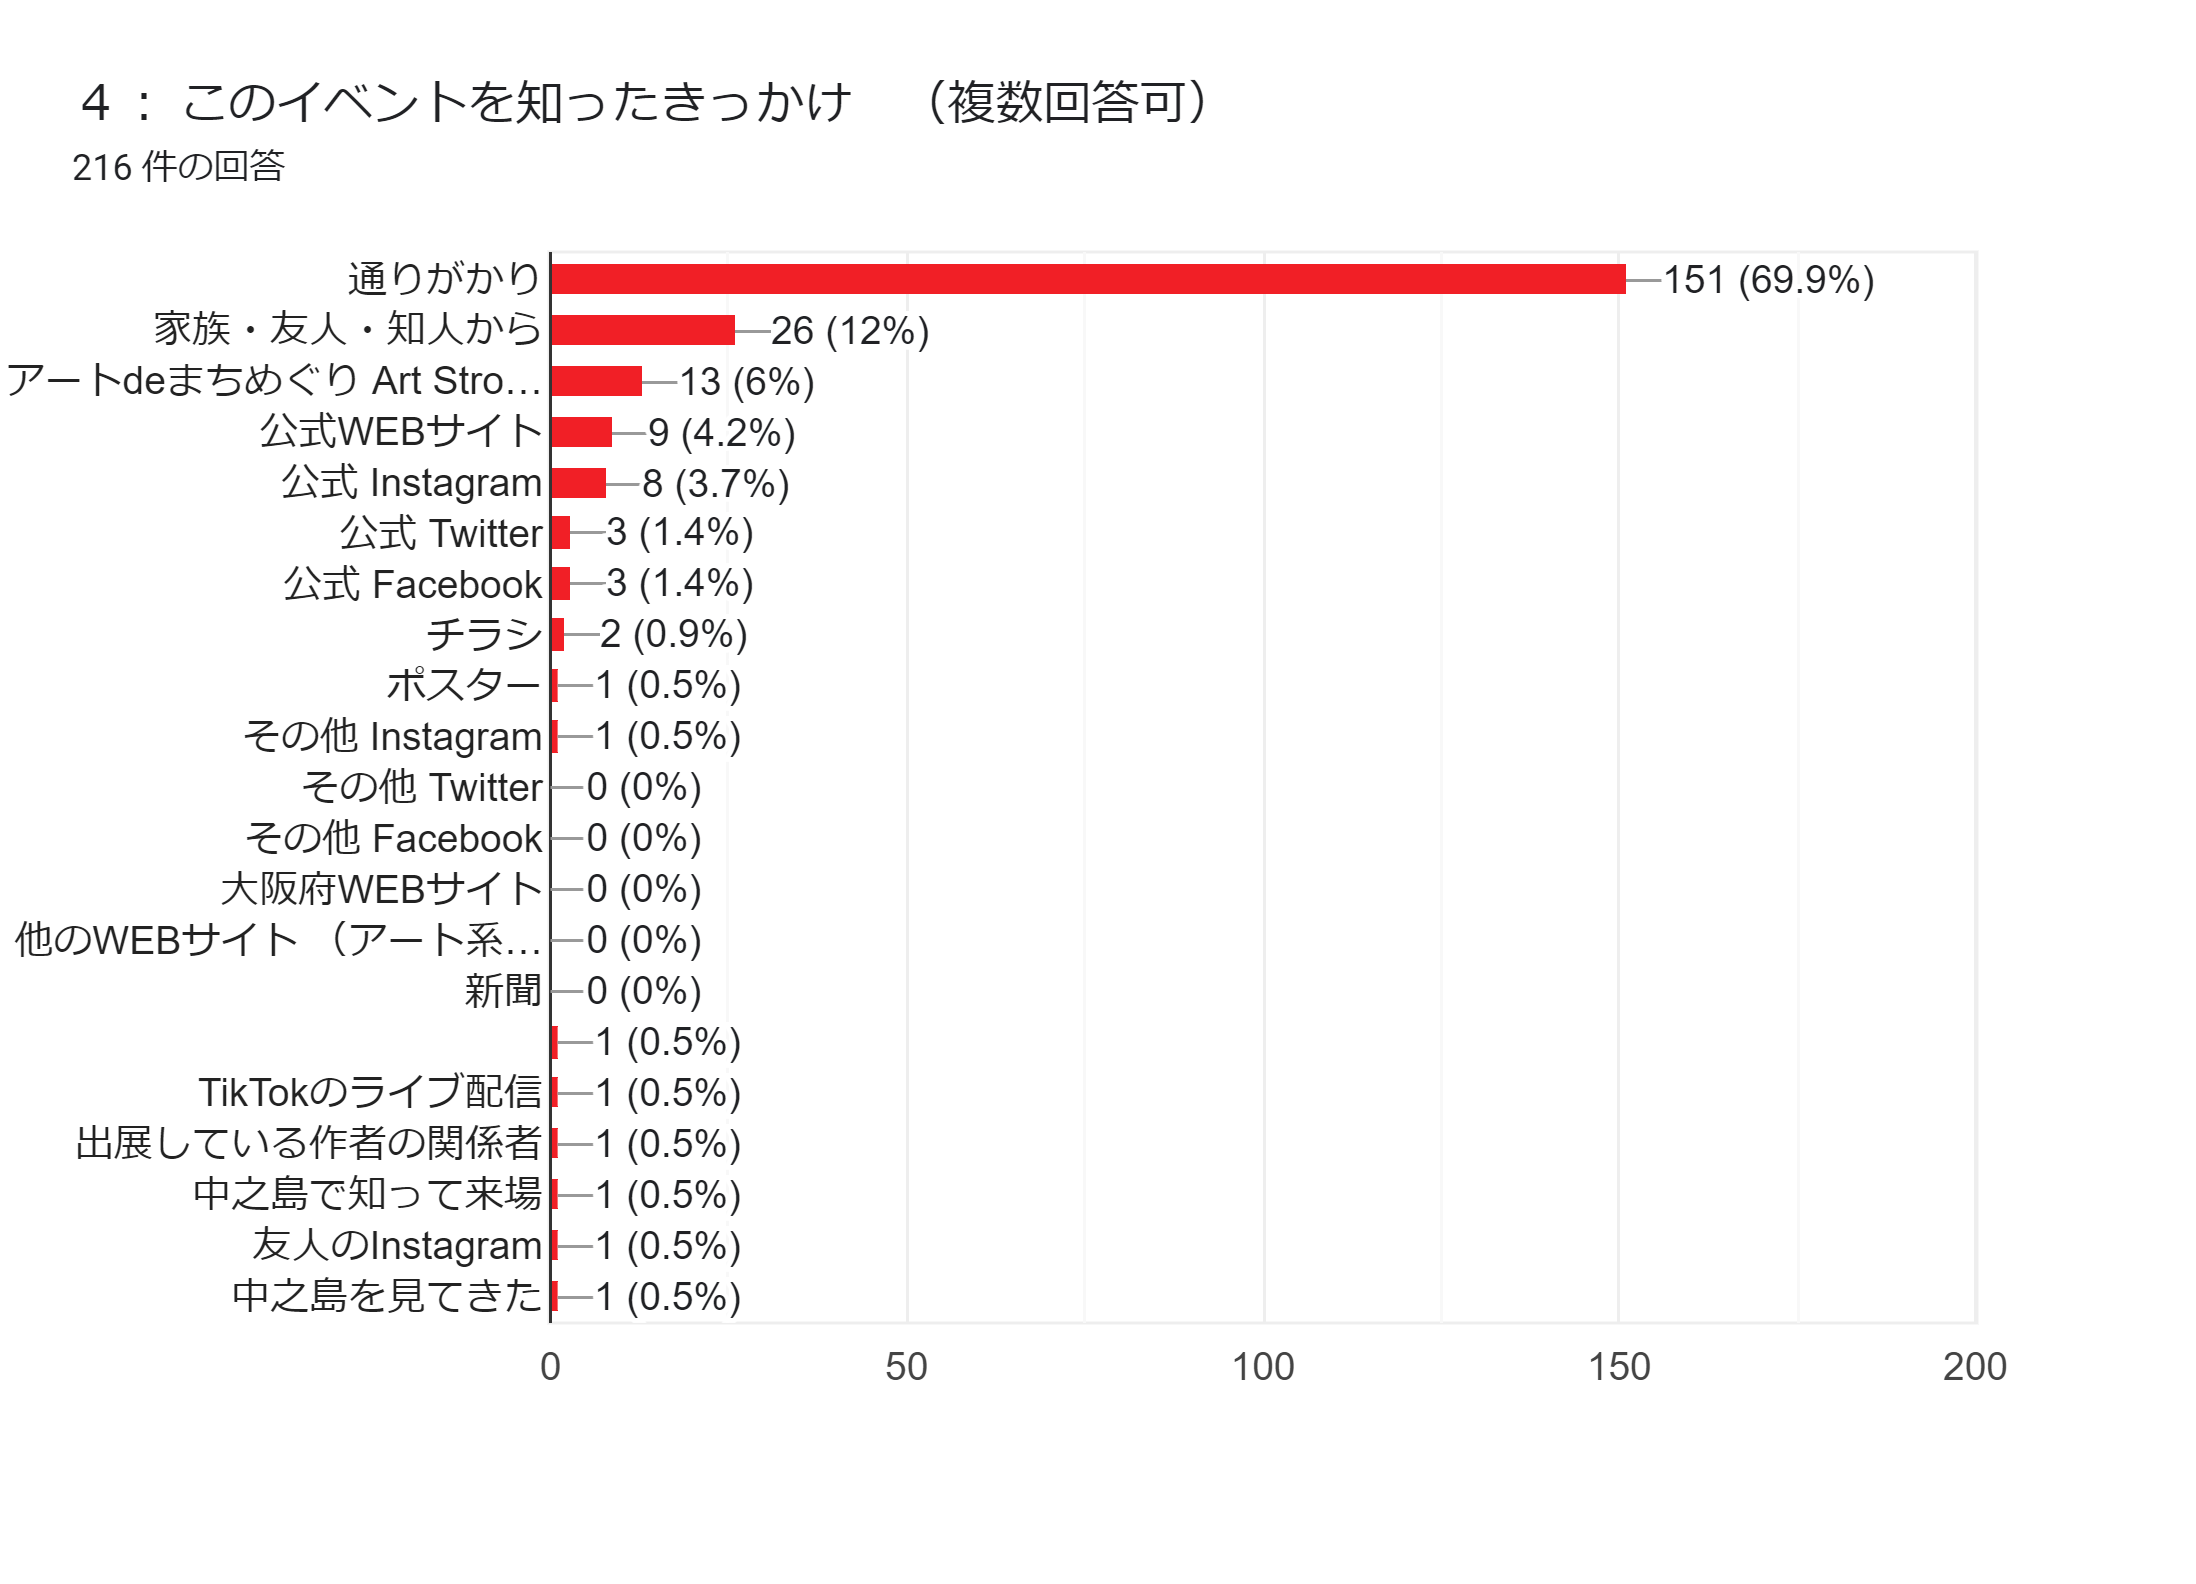 ４： このイベントを知ったきっかけ　（複数回答可）
216 件の回答
通りがかり 151 (69.9%)
家族・友人・知人から 26 (12%)
アートdeまちめぐり Art Stro… 13 (6%)
公式WEBサイト 9 (4.2%)
公式 Instagram 8 (3.7%)
公式 Twitter 3 (1.4%)
公式 Facebook 3 (1.4%)
チラシ 2 (0.9%)
ポスター 1 (0.5%)
その他 Instagram 1 (0.5%)
その他 Twitter 0 (0%)
その他 Facebook 0 (0%)
大阪府WEBサイト 0 (0%)
他のWEBサイト （アート系… 0 (0%)
新聞 0 (0%)
1 (0.5%)
TikTokのライブ配信 1 (0.5%)
出展している作者の関係者 1 (0.5%)
中之島で知って来場 1 (0.5%)
友人のInstagram 1 (0.5%)
中之島を見てきた 1 (0.5%)
0 50 100 150 200